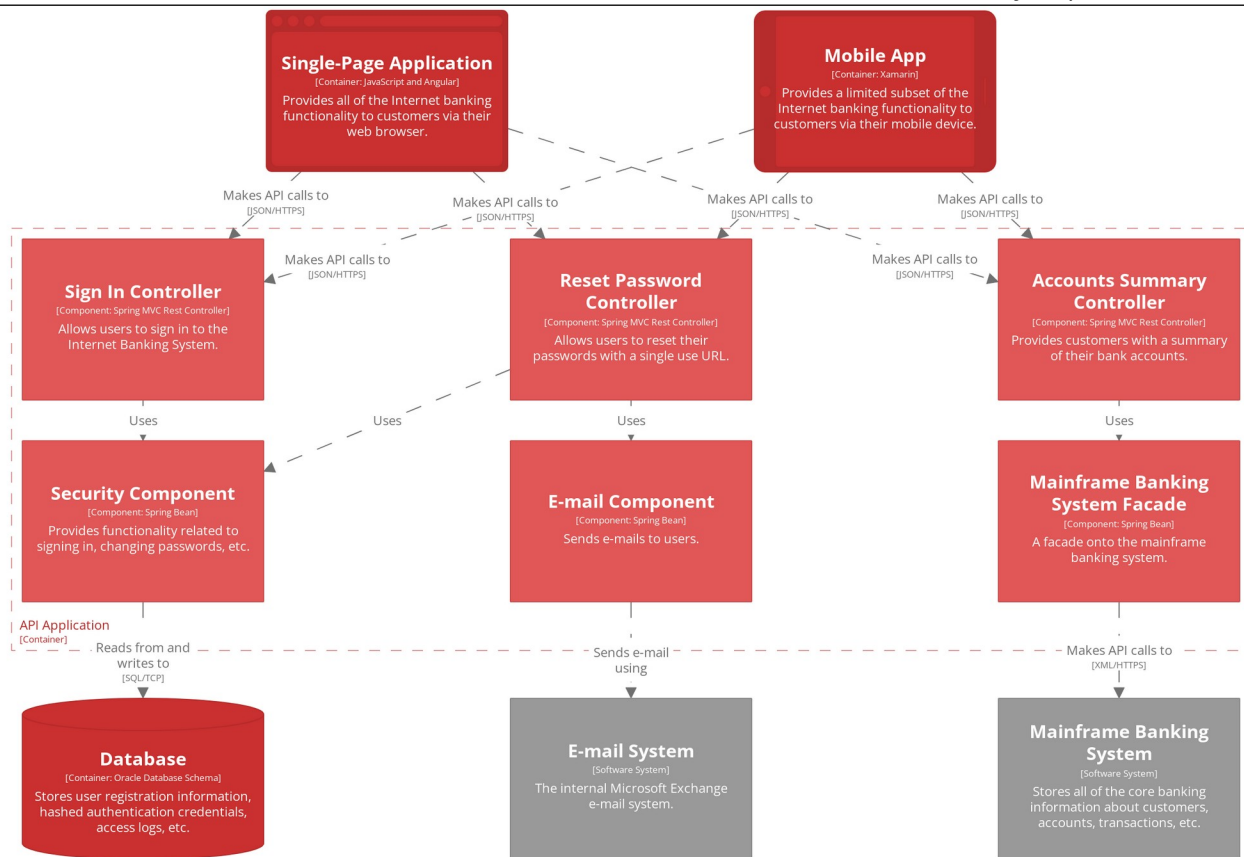 Single-Page Application
[Container: JavaScript and Angular]
Provides all of the Internet banking
functionality to customers via their
web browser.
Mobile App
[Container: Xamarin]
Provides a limited subset of the
Internet banking functionality to
customers via their mobile device.
Makes API calls to
[JSON/HTTPS]
Makes API calls to
[JSON/HTTPS]
Makes API calls to
[JSON/HTTPS]
Makes API calls to
[JSON/HTTPS]
Makes API calls to
[JSON/HTTPS]
Makes API calls to
[JSON/HTTPS]
Sign In Controller
[Component: Spring MVC Rest Controller]
Allows users to sign in to the
Internet Banking System.
Reset Password
Controller
[Component: Spring MVC Rest Controller]
Allows users to reset their
passwords with a single use URL.
Accounts Summary
Controller
[Component: Spring MVC Rest Controller]
Provides customers with a summary
of their bank accounts.
Uses
Uses
Uses
Uses
Security Component
[Component: Spring Bean]
Provides functionality related to
signing in, changing passwords, etc.
E-mail Component
[Component: Spring Bean]
Sends e-mails to users.
Mainframe Banking
System Facade
[Component: Spring Bean]
A facade onto the mainframe
banking system.
API Application
[Container]
Reads from and
writes to
[SQL/TCP]
Sends e-mail
using
Makes API calls to
[XML/HTTPS]
Database
[Container: Oracle Database Schema]
Stores user registration information,
hashed authentication credentials,
access logs, etc.
E-mail System
[Software System]
The internal Microsoft Exchange
e-mail system.
Mainframe Banking
System
[Software System]
Stores all of the core banking
information about customers,
accounts, transactions, etc.